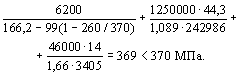 6200 / 166,2 − 99(1 − 260 / 370) + 1250000 · 44,3 / 1,089 · 242986 +
+ 46000 · 14 / 1,66 · 3405 = 369 < 370 МПа.